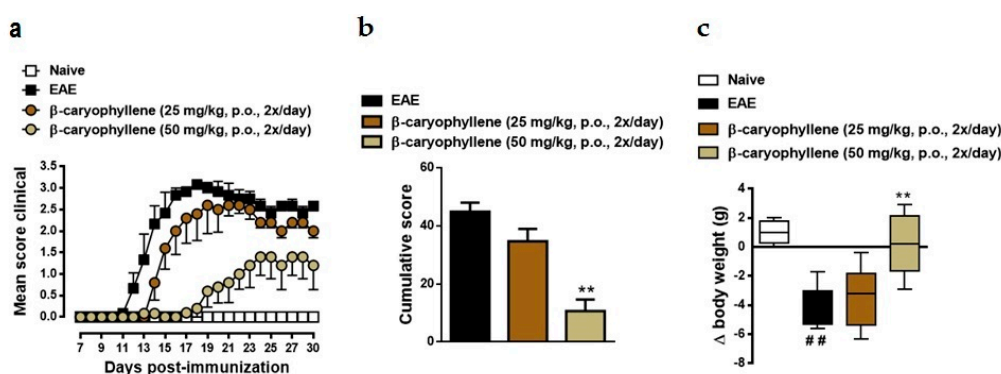 a
Naive
EAE
β-caryophyllene (25 mg/kg, p.o., 2x/day)
β-caryophyllene (50 mg/kg, p.o., 2x/day)
Mean score clinical
3.5
3.0
2.5
2.0
1.5
1.0
0.5
0.0
7 9 11 13 15 17 19 21 23 25 27 29 30
Days post-immunization
b
EAE
β-caryophyllene (25 mg/kg, p.o., 2x/day)
β-caryophyllene (50 mg/kg, p.o., 2x/day)
Cumulative score
60
40
20
0
**
c
Naive
EAE
β-caryophyllene (25 mg/kg, p.o., 2x/day)
β-caryophyllene (50 mg/kg, p.o., 2x/day)
Δ body weight (g)
4
2
0
-2
-4
-6
-8
**
##